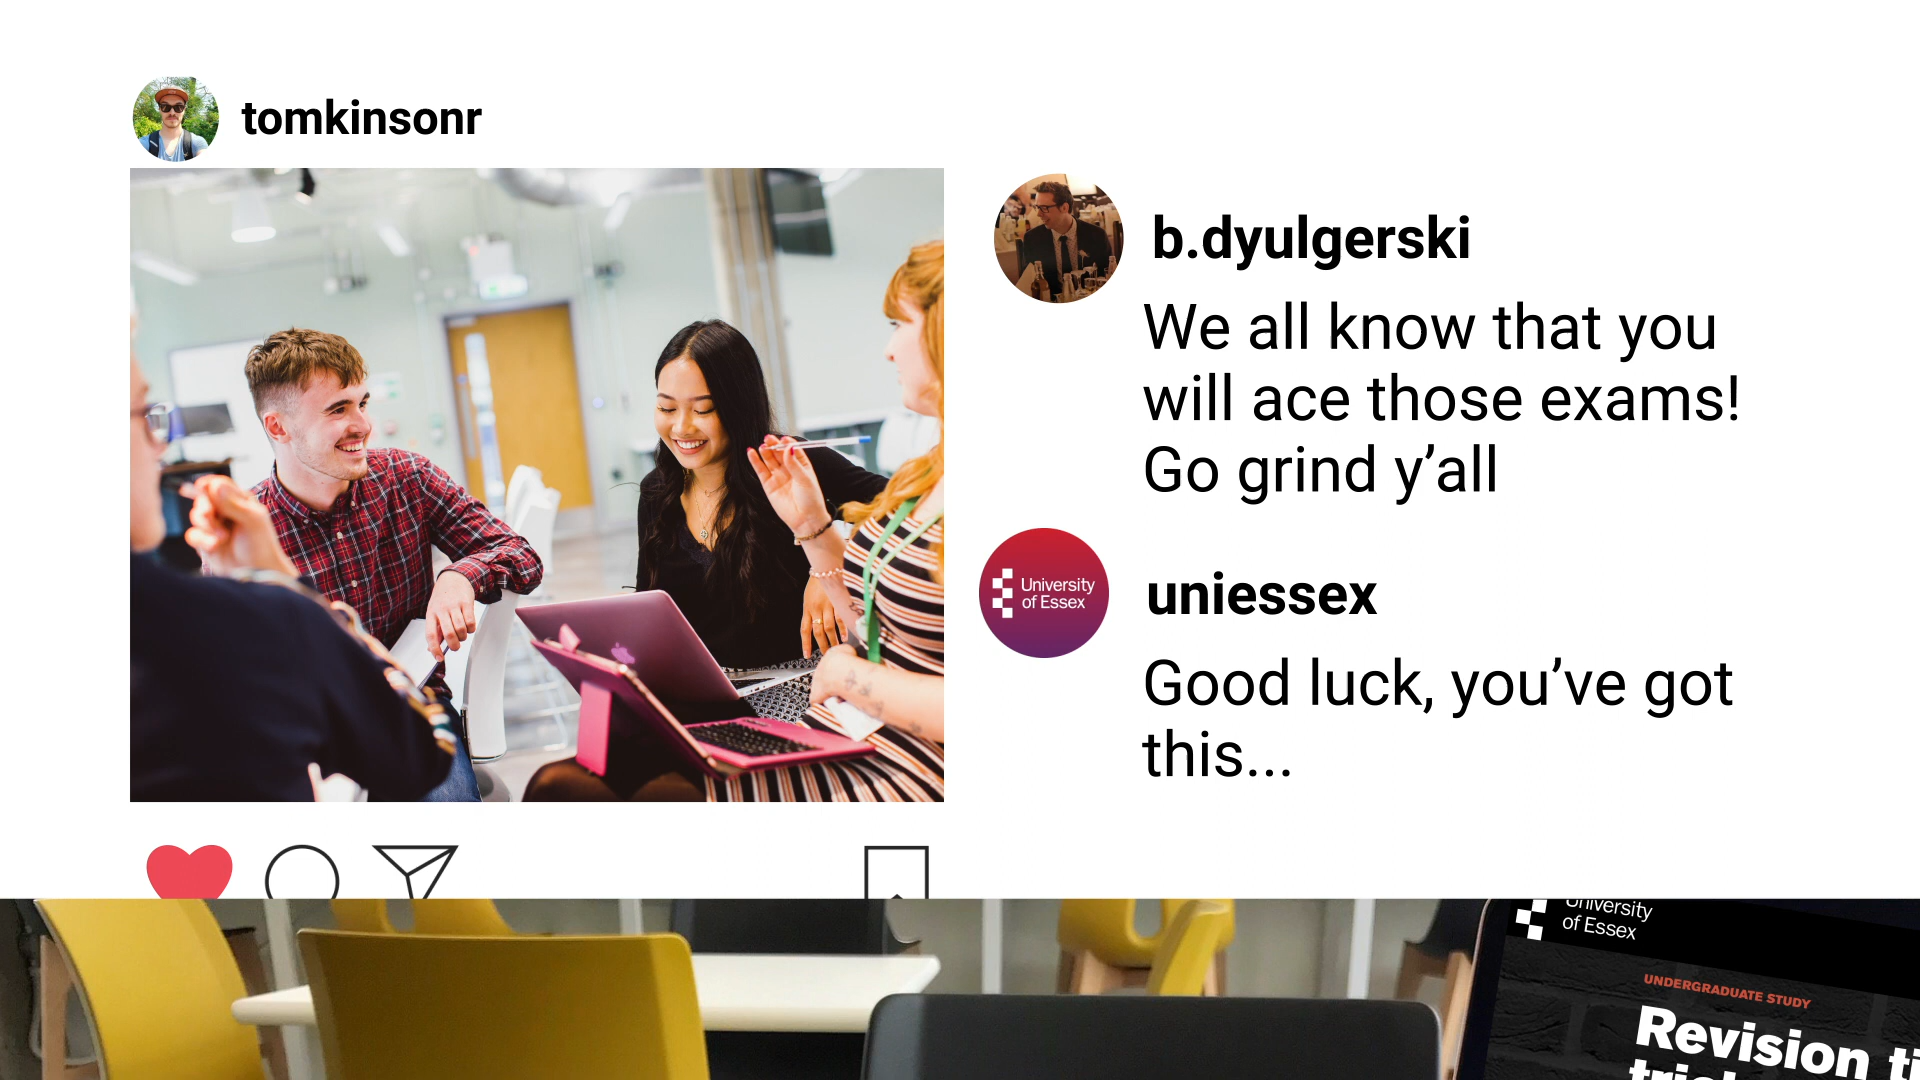 tomkinsonr
b.dyulgerski
We all know that you
will ace those exams!
Go grind y’all
University
of Essex
uniessex
Good luck, you’ve got
this...
University
of Essex
UNDERGRADUATE STUDY
Revision